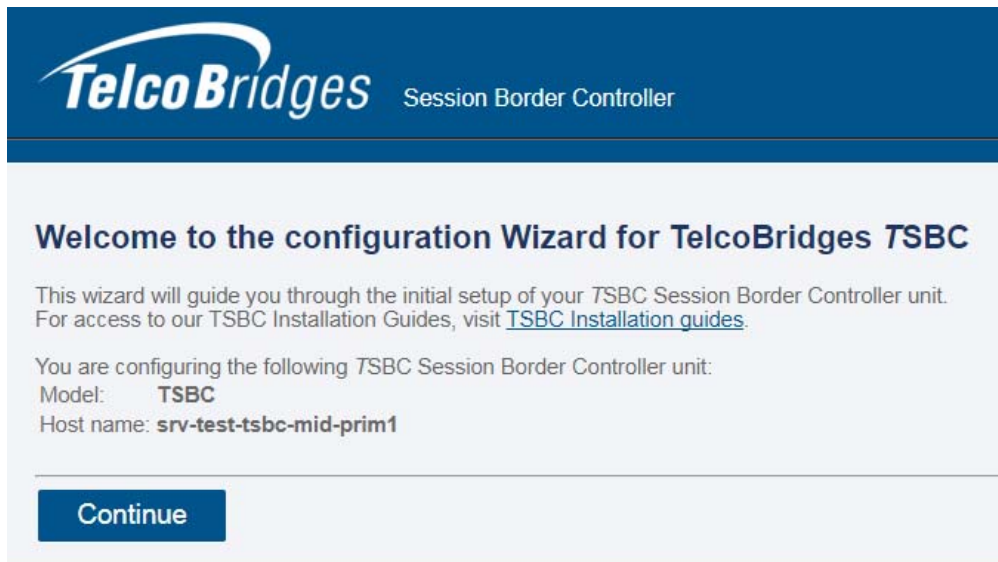 TelcoBridges Session Border Controller
Welcome to the configuration Wizard for TelcoBridges TSBC
This wizard will guide you through the initial setup of your TSBC Session Border Controller unit.
For access to our TSBC Installation Guides, visit TSBC Installation guides.
You are configuring the following TSBC Session Border Controller unit:
Model: TSBC
Host name: srv-test-tsbc-mid-prim1
Continue